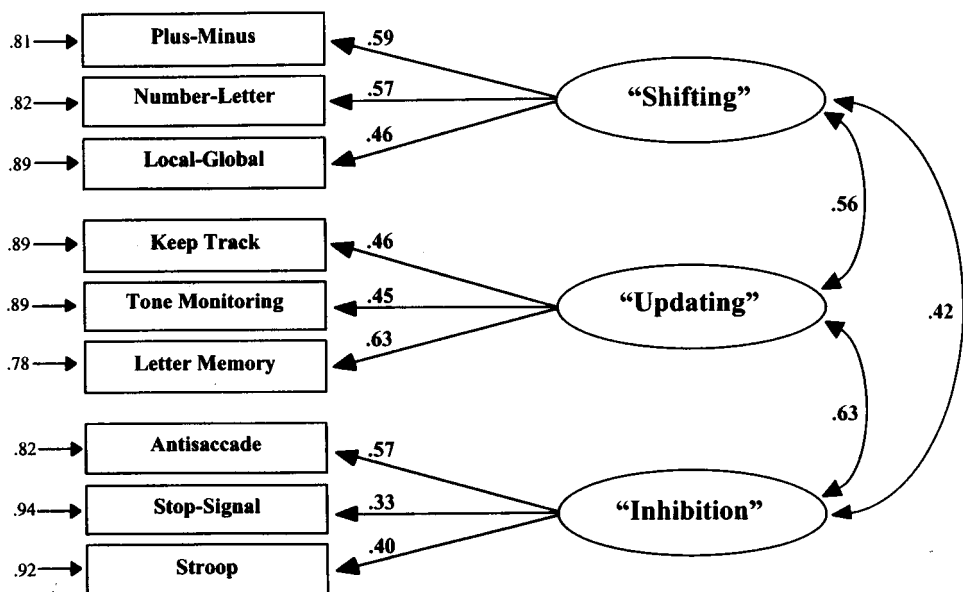 .81 Plus-Minus .59
.82 Number-Letter .57 “Shifting”
.89 Local-Global .46
.56
.89 Keep Track .46
.89 Tone Monitoring .45 “Updating” .42
.78 Letter Memory .63
.63
.82 Antisaccade .57
.94 Stop-Signal .33 “Inhibition”
.92 Stroop .40